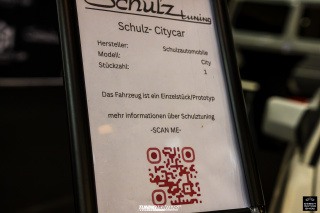 Schulz
tuning
Schulz- Citycar
Hersteller: Schulzautomobile
Modell: City
Stückzahl: 1
Das Fahrzeug ist ein Einzelstück/Prototyp
mehr informationen über Schulztuning
-SCAN ME-